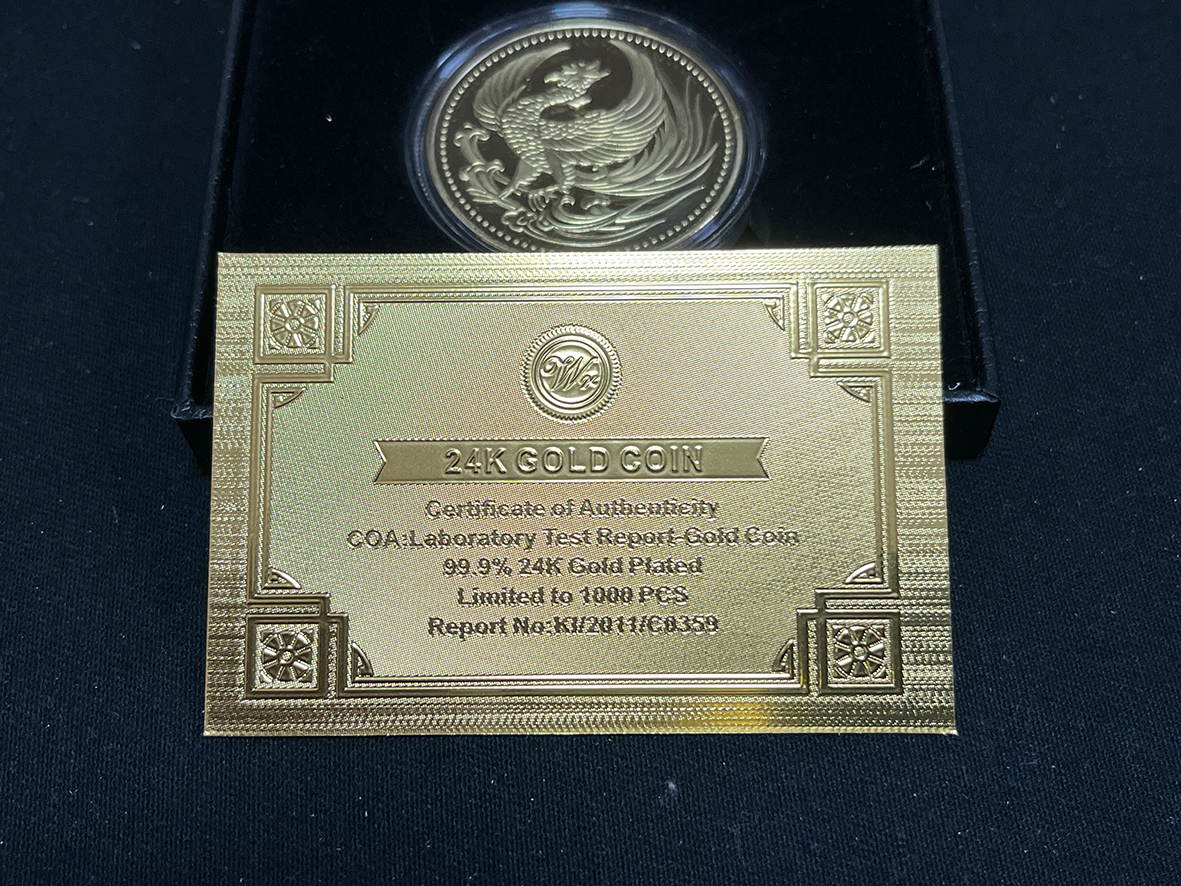 Wr
24K GOLD COIN
Certificate of Authenticity
COA:Laboratory Test Report-Gold Coin
99.9% 24K Gold Plated
Limited to 1000 PCS
Report No:KI/2011/C0359